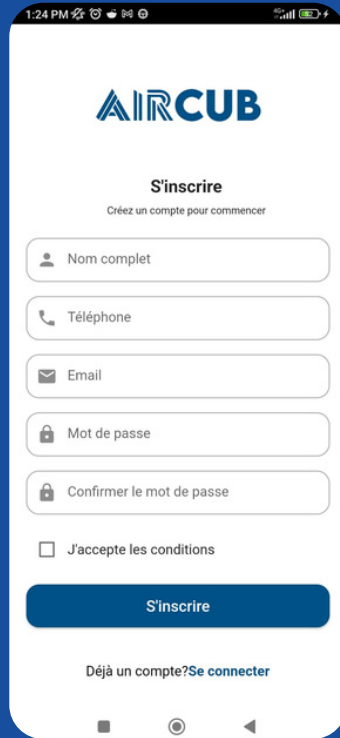 1:24 PM
AIRCUB
S'inscrire
Créez un compte pour commencer
Nom complet
Téléphone
Email
Mot de passe
Confirmer le mot de passe
J'accepte les conditions
S'inscrire
Déjà un compte?Se connecter